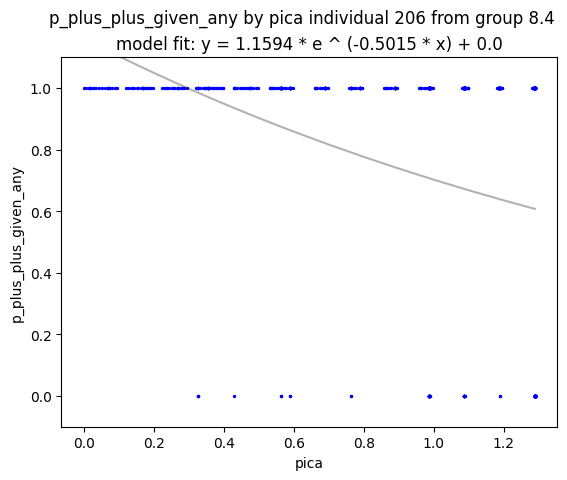 p_plus_plus_given_any by pica individual 206 from group 8.4
model fit: y = 1.1594 * e ^ (-0.5015 * x) + 0.0
p_plus_plus_given_any
1.0
0.8
0.6
0.4
0.2
0.0
0.0 0.2 0.4 0.6 0.8 1.0 1.2
pica